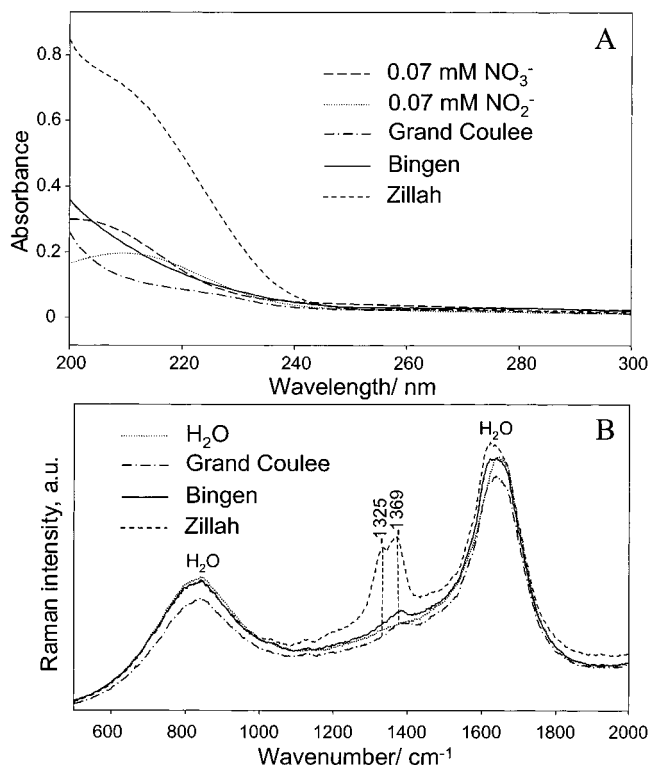 A
0.8
0.6
0.4
0.2
0
Absorbance
0.07 mM NO₃⁻
0.07 mM NO₂⁻
Grand Coulee
Bingen
Zillah
200 220 240 260 280 300
Wavelength/ nm
B
H₂O
Grand Coulee
Bingen
Zillah
H₂O
1325
1369
H₂O
Raman intensity, a.u.
600 800 1000 1200 1400 1600 1800 2000
Wavenumber/ cm⁻¹